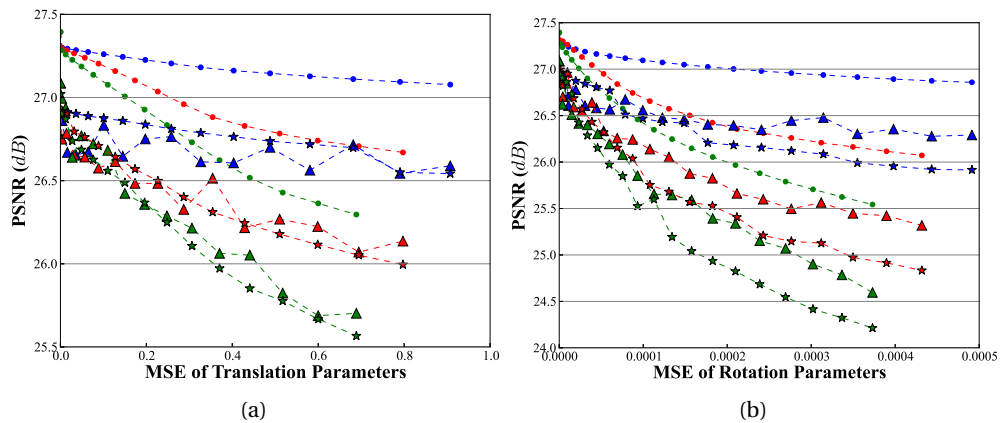 27.5
27.0
26.5
26.0
25.5
PSNR (dB)
0.0 0.2 0.4 0.6 0.8 1.0
MSE of Translation Parameters
(a)
27.5
27.0
26.5
26.0
25.5
25.0
24.5
24.0
PSNR (dB)
0.0000 0.0001 0.0002 0.0003 0.0004 0.0005
MSE of Rotation Parameters
(b)